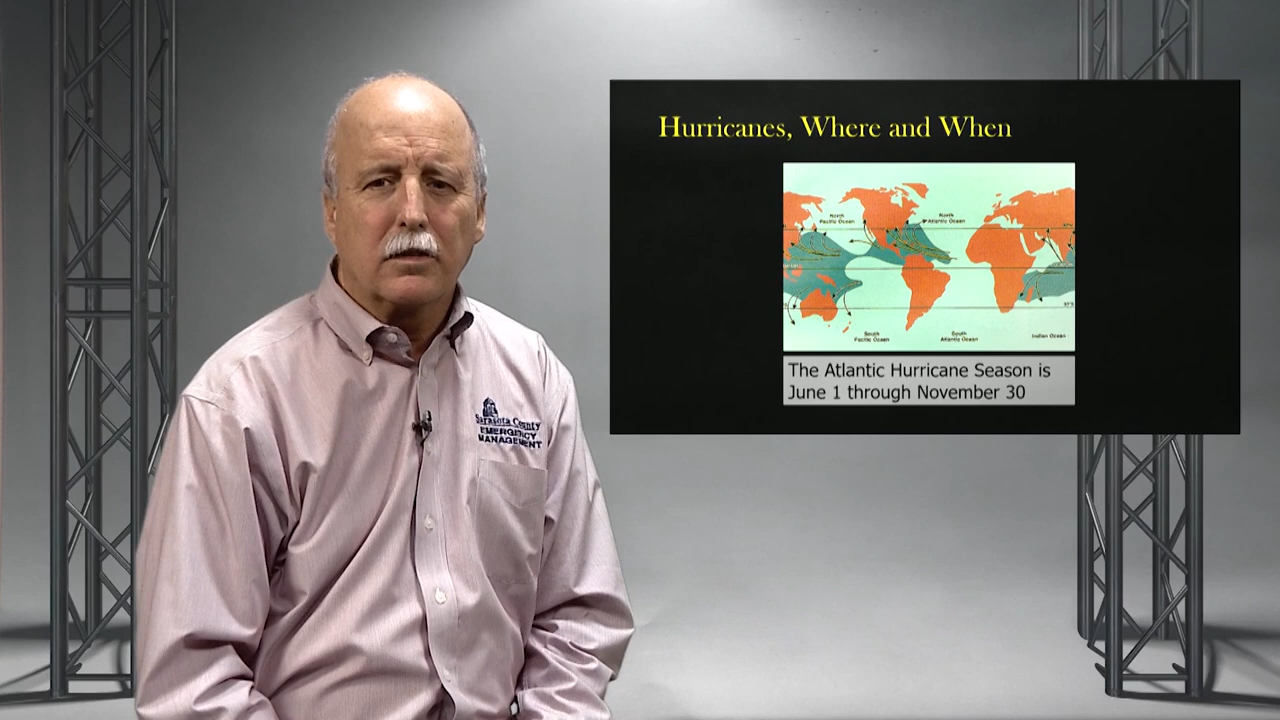 Sarasota County
EMERGENCY
MANAGEMENT
Hurricanes, Where and When
North
Pacific Ocean
North
Atlantic Ocean
South
Pacific Ocean
South
Atlantic Ocean
Indian Ocean
The Atlantic Hurricane Season is
June 1 through November 30